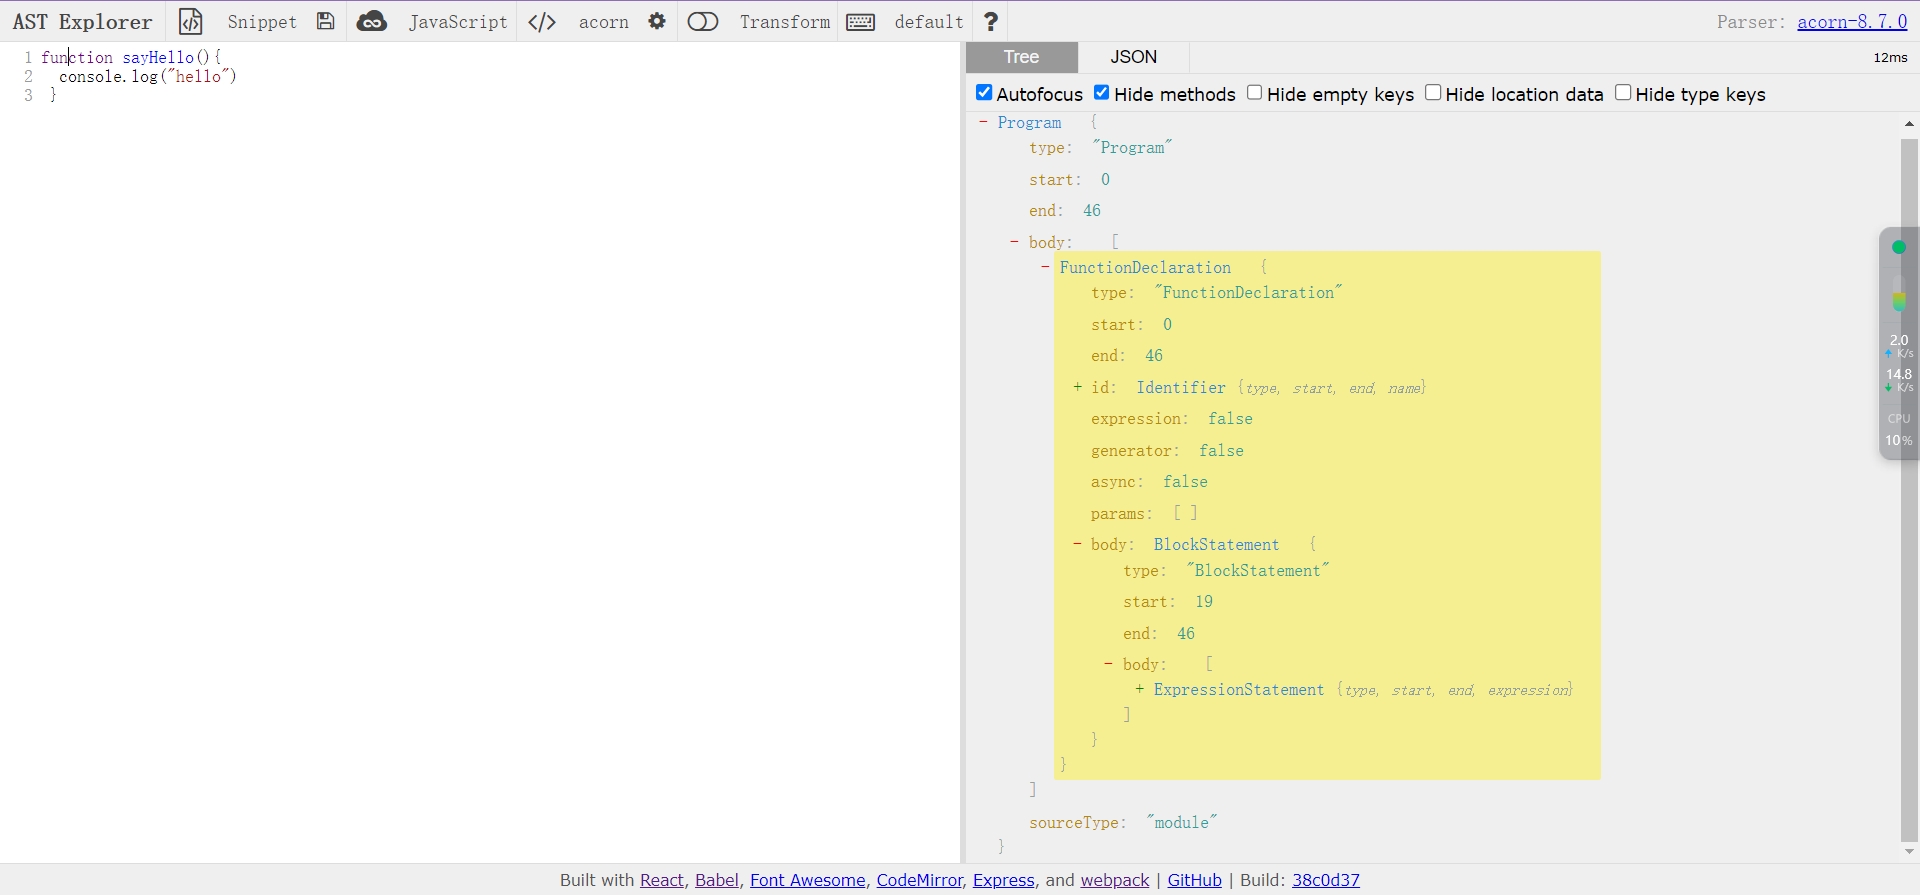 AST Explorer Snippet JavaScript </> acorn Transform default ? Parser: acorn-8.7.0
1 function sayHello(){
2 console.log("hello")
3 }
Tree JSON 12ms
Autofocus Hide methods Hide empty keys Hide location data Hide type keys
- Program {
type: "Program"
start: 0
end: 46
- body: [
- FunctionDeclaration {
type: "FunctionDeclaration"
start: 0
end: 46
+ id: Identifier {type, start, end, name}
expression: false
generator: false
async: false
params: [ ]
- body: BlockStatement {
type: "BlockStatement"
start: 19
end: 46
- body: [
+ ExpressionStatement {type, start, end, expression}
]
}
}
]
sourceType: "module"
}
2.0
K/s
14.8
K/s
CPU
10%
Built with React, Babel, Font Awesome, CodeMirror, Express, and webpack | GitHub | Build: 38c0d37